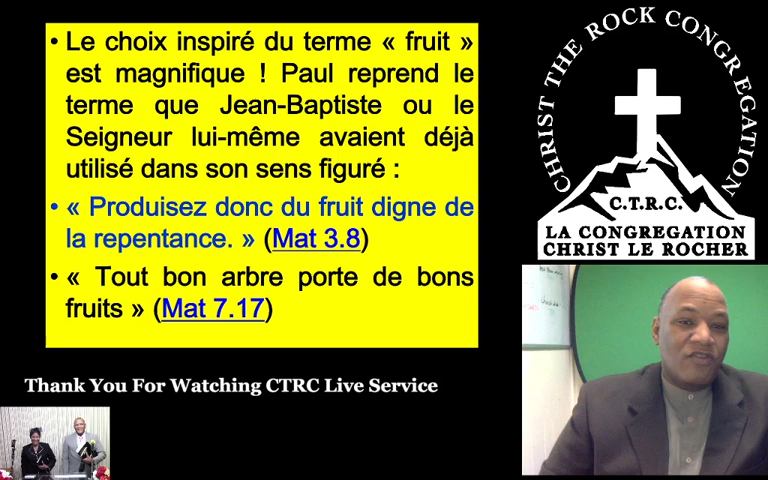 • Le choix inspiré du terme « fruit »
est magnifique ! Paul reprend le
terme que Jean-Baptiste ou le
Seigneur lui-même avaient déjà
utilisé dans son sens figuré :
• « Produisez donc du fruit digne de
la repentance. » (Mat 3.8)
• « Tout bon arbre porte de bons
fruits » (Mat 7.17)
CHRIST THE ROCK CONGREGATION
C.T.R.C.
LA CONGREGATION
CHRIST LE ROCHER
Thank You For Watching CTRC Live Service